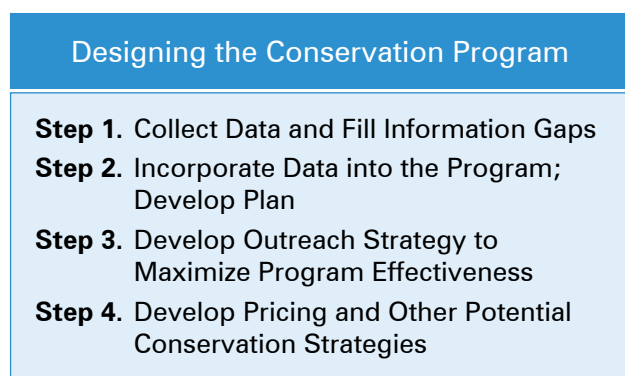 Designing the Conservation Program
Step 1. Collect Data and Fill Information Gaps
Step 2. Incorporate Data into the Program;
Develop Plan
Step 3. Develop Outreach Strategy to
Maximize Program Effectiveness
Step 4. Develop Pricing and Other Potential
Conservation Strategies